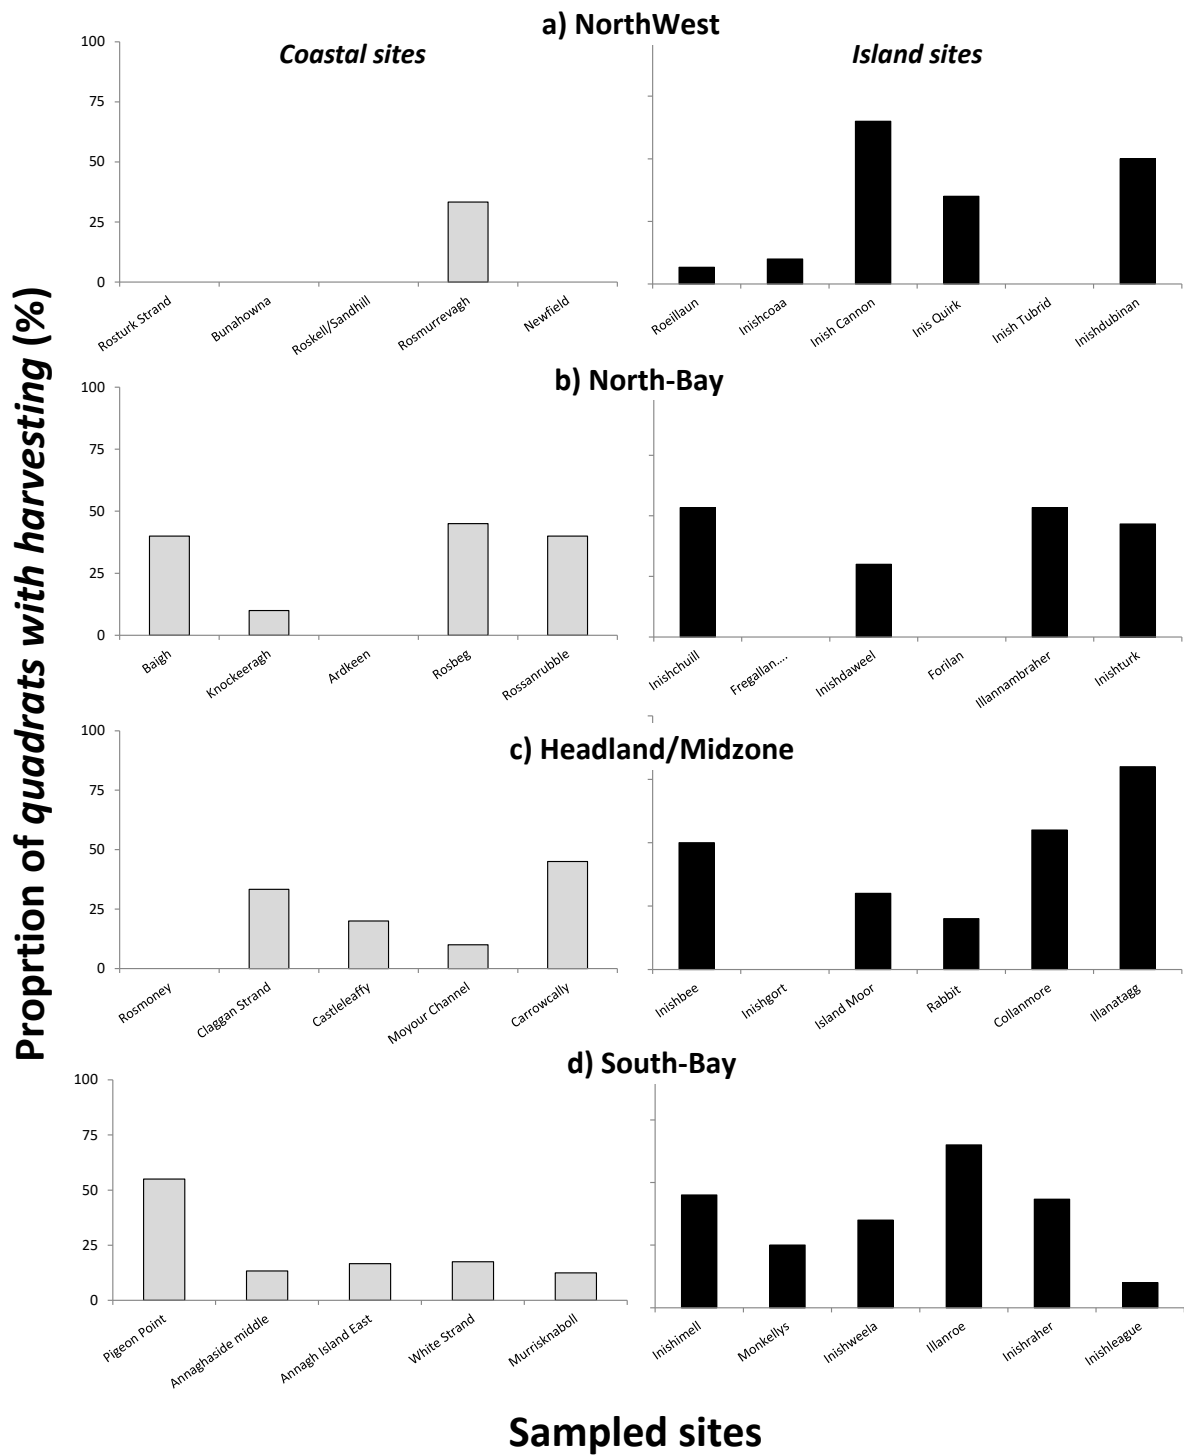 a) NorthWest
Coastal sites
Island sites
100
75
50
25
0
Rosturk Strand
Bunahowna
Roskell/Sandhill
Rosmurrevagh
Newfield
Roeillaun
Inishcoaa
Inish Cannon
Inis Quirk
Inish Tubrid
Inishdubinan
b) North-Bay
100
75
50
25
0
Baigh
Knockeeragh
Ardkeen
Rosbeg
Rossanrubble
Inishchuill
Fregallan....
Inishdaweel
Forilan
Illannambraher
Inishturk
c) Headland/Midzone
100
75
50
25
0
Rosmoney
Claggan Strand
Castleleaffy
Moyour Channel
Carrowcally
Inishbee
Inishgort
Island Moor
Rabbit
Collanmore
Illanatagg
d) South-Bay
100
75
50
25
0
Pigeon Point
Annaghaside middle
Annagh Island East
White Strand
Murrisknaboll
Inishimell
Monkellys
Inishweela
Illanroe
Inishraher
Inishleague
Proportion of quadrats with harvesting (%)
Sampled sites